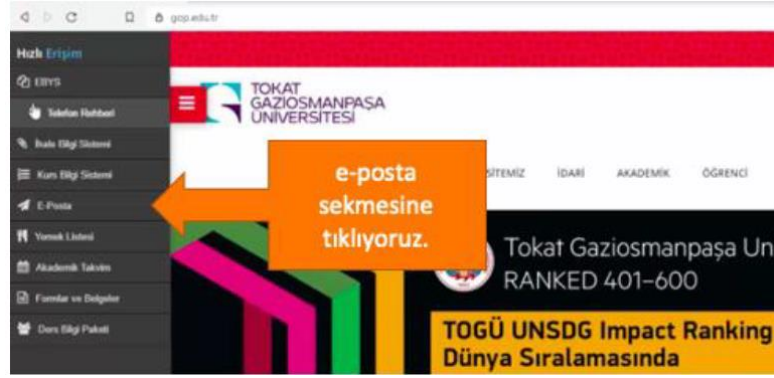 gop.edu.tr
Hızlı Erişim
EBYS
Telefon Rehberi
İhale Bilgi Sistemi
Kurs Bilgi Sistemi
E-Posta
Yemek Listesi
Akademik Takvim
Formlar ve Belgeler
Ders Bilgi Paketi
TOKAT
GAZİOSMANPAŞA
ÜNİVERSİTESİ
e-posta
sekmesine
tıklıyoruz.
SİTEMİZ İDARİ AKADEMİK ÖĞRENCİ
Tokat Gaziosmanpaşa Un
RANKED 401–600
TOGÜ UNSDG Impact Ranking
Dünya Sıralamasında